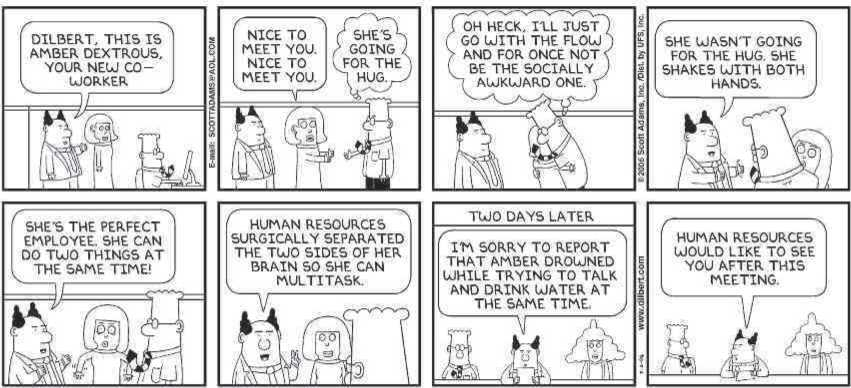 DILBERT, THIS IS
AMBER DEXTROUS,
YOUR NEW CO-
WORKER
E-mail: SCOTTADAMS@AOL.COM
NICE TO
MEET YOU.
NICE TO
MEET YOU.
SHE'S
GOING
FOR THE
HUG.
OH HECK, I'LL JUST
GO WITH THE FLOW
AND FOR ONCE NOT
BE THE SOCIALLY
AWKWARD ONE.
© 2006 Scott Adams, Inc./Dist. by UFS, Inc.
SHE WASN'T GOING
FOR THE HUG. SHE
SHAKES WITH BOTH
HANDS.
SHE'S THE PERFECT
EMPLOYEE. SHE CAN
DO TWO THINGS AT
THE SAME TIME!
HUMAN RESOURCES
SURGICALLY SEPARATED
THE TWO SIDES OF HER
BRAIN SO SHE CAN
MULTITASK.
TWO DAYS LATER
I'M SORRY TO REPORT
THAT AMBER DROWNED
WHILE TRYING TO TALK
AND DRINK WATER AT
THE SAME TIME.
www.dilbert.com
HUMAN RESOURCES
WOULD LIKE TO SEE
YOU AFTER THIS
MEETING.